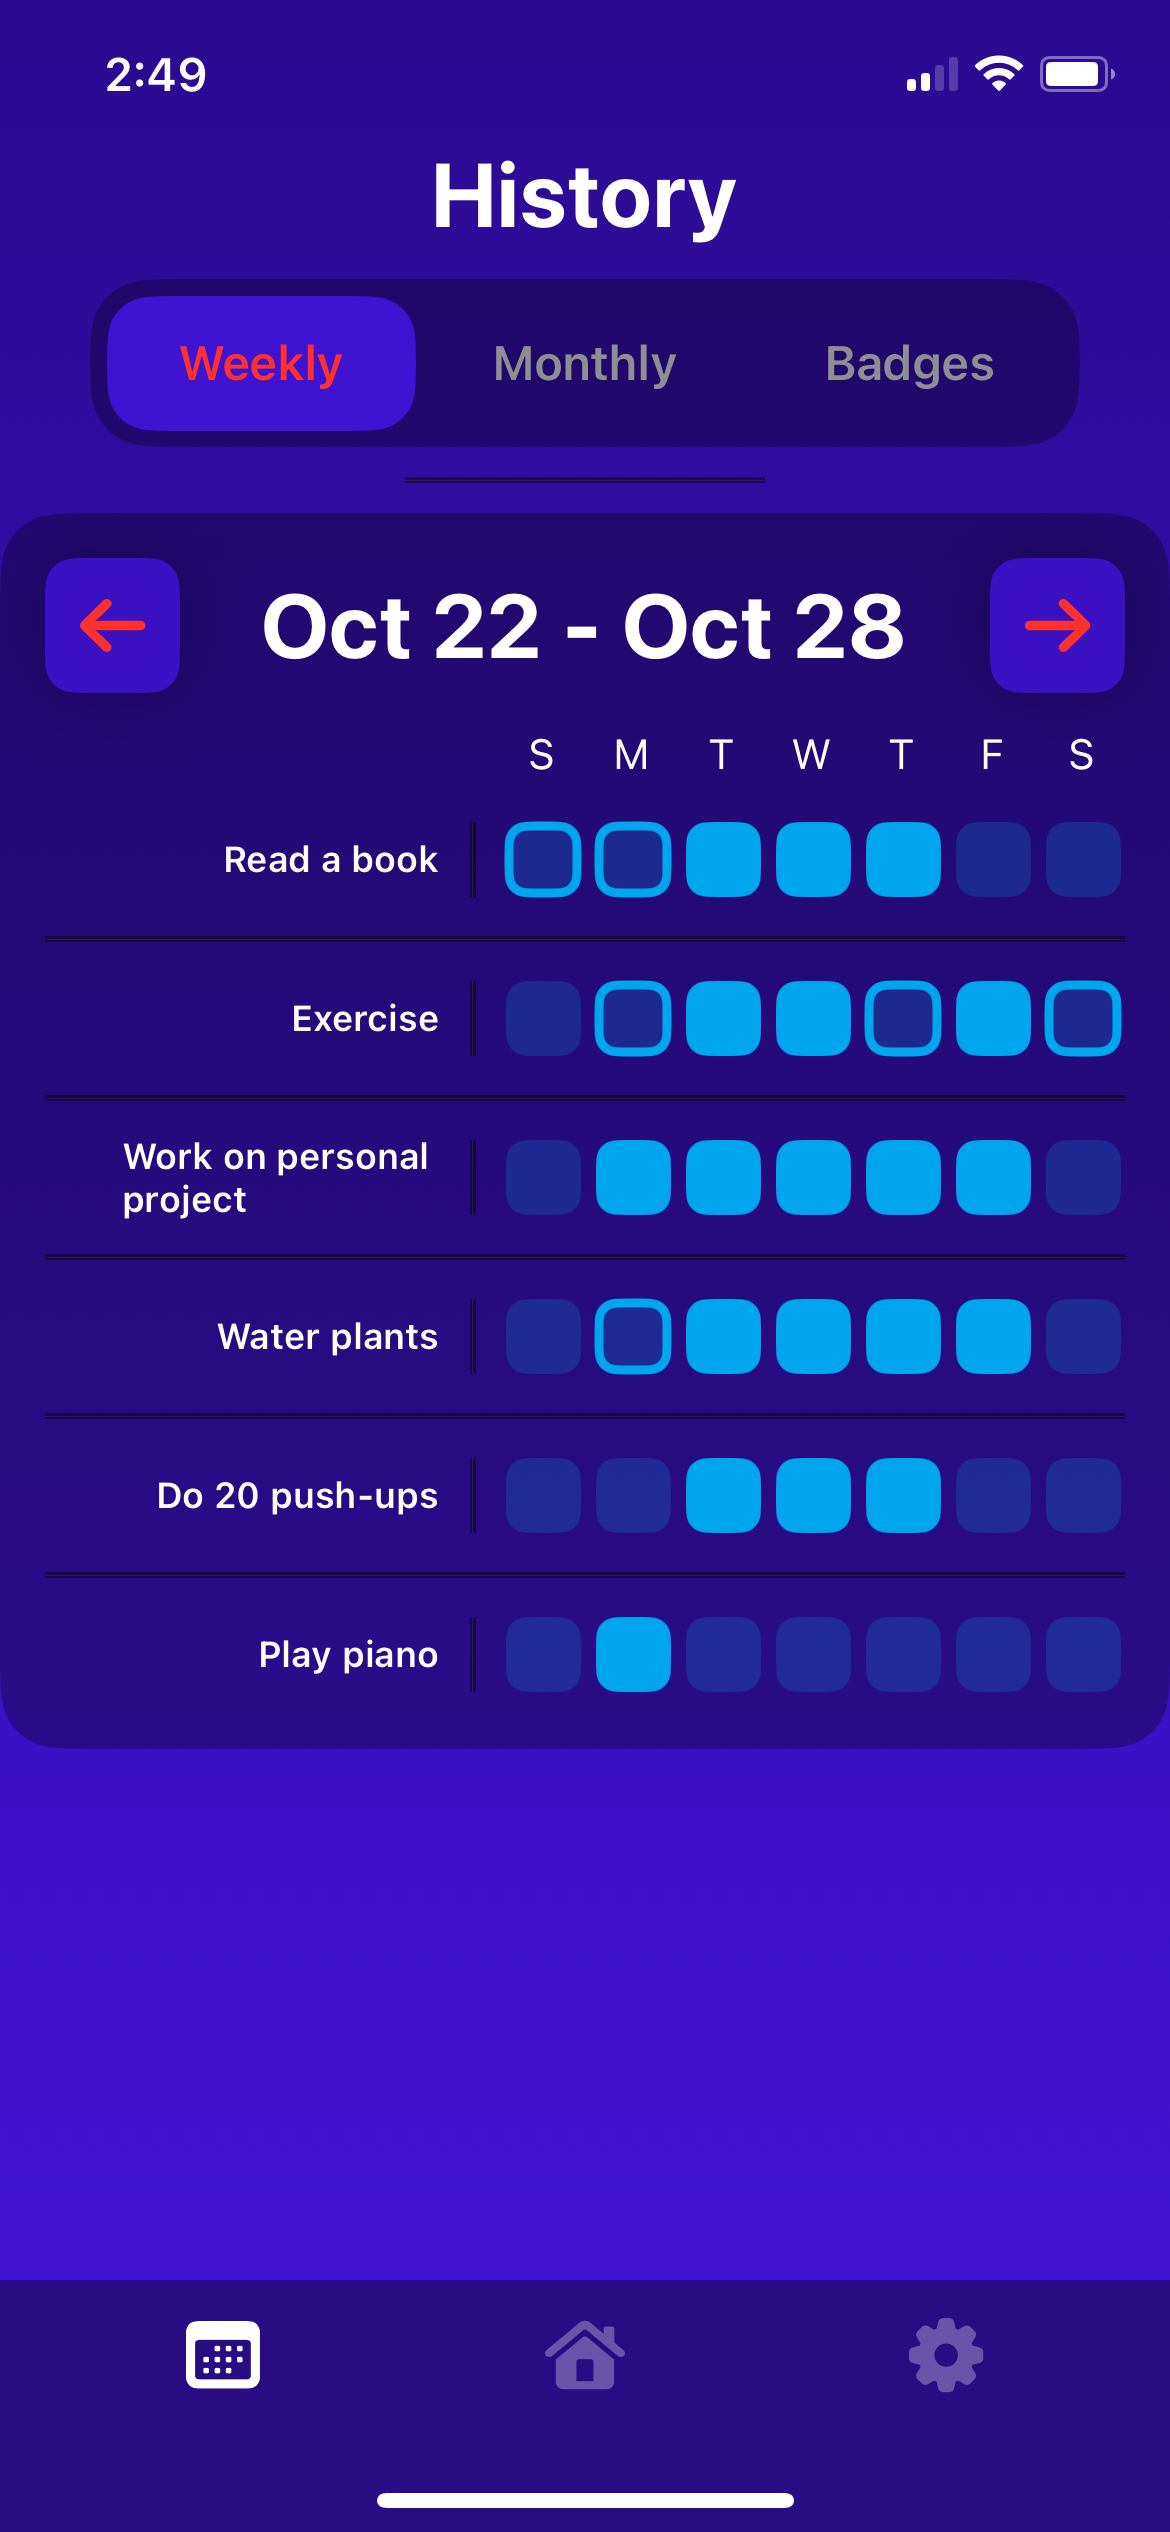 2:49
History
Weekly Monthly Badges
Oct 22 - Oct 28
S M T W T F S
Read a book
Exercise
Work on personal
project
Water plants
Do 20 push-ups
Play piano